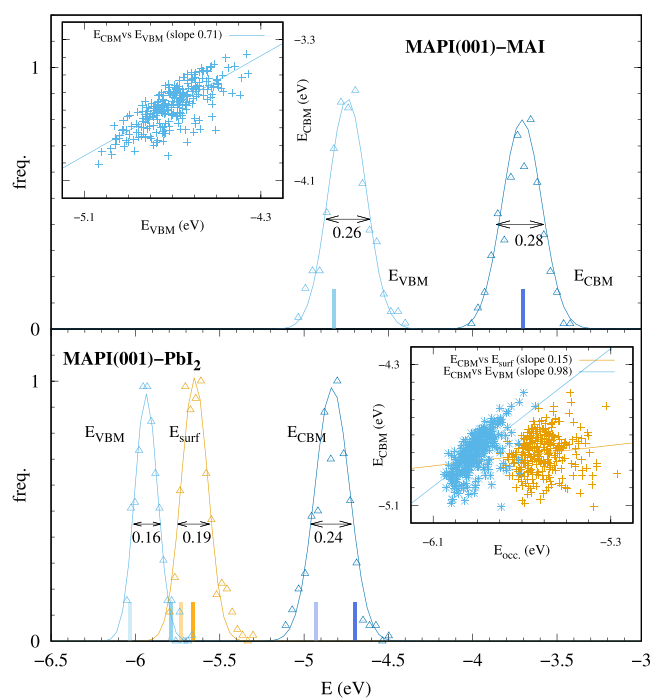 E_CBM vs E_VBM (slope 0.71)
−3.3
−4.1
E_CBM (eV)
−5.1
−4.3
E_VBM (eV)
MAPI(001)−MAI
1
freq.
0
0.26
0.28
E_VBM
E_CBM
MAPI(001)−PbI₂
1
freq.
0
E_VBM
E_surf
E_CBM
0.16
0.19
0.24
E_CBM vs E_surf (slope 0.15)
E_CBM vs E_VBM (slope 0.98)
−4.3
−5.1
E_CBM (eV)
−6.1
−5.3
E_occ. (eV)
−6.5
−6
−5.5
−5
−4.5
−4
−3.5
−3
E (eV)